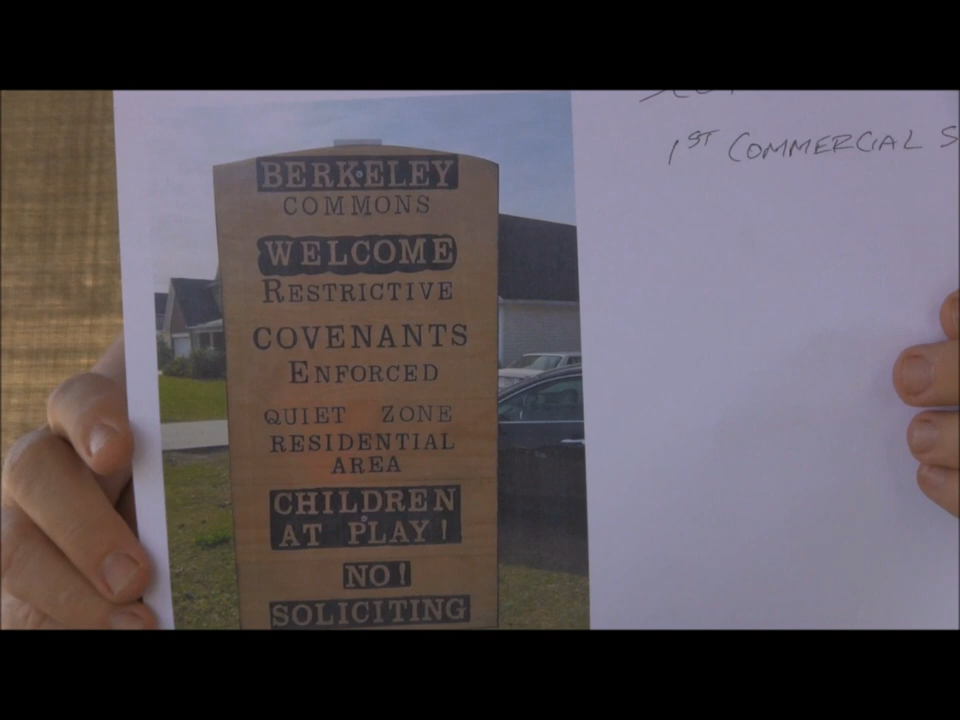 BERKELEY
COMMONS
WELCOME
RESTRICTIVE
COVENANTS
ENFORCED
QUIET ZONE
RESIDENTIAL
AREA
CHILDREN
AT PLAY!
NO!
SOLICITING
1ST COMMERCIAL S